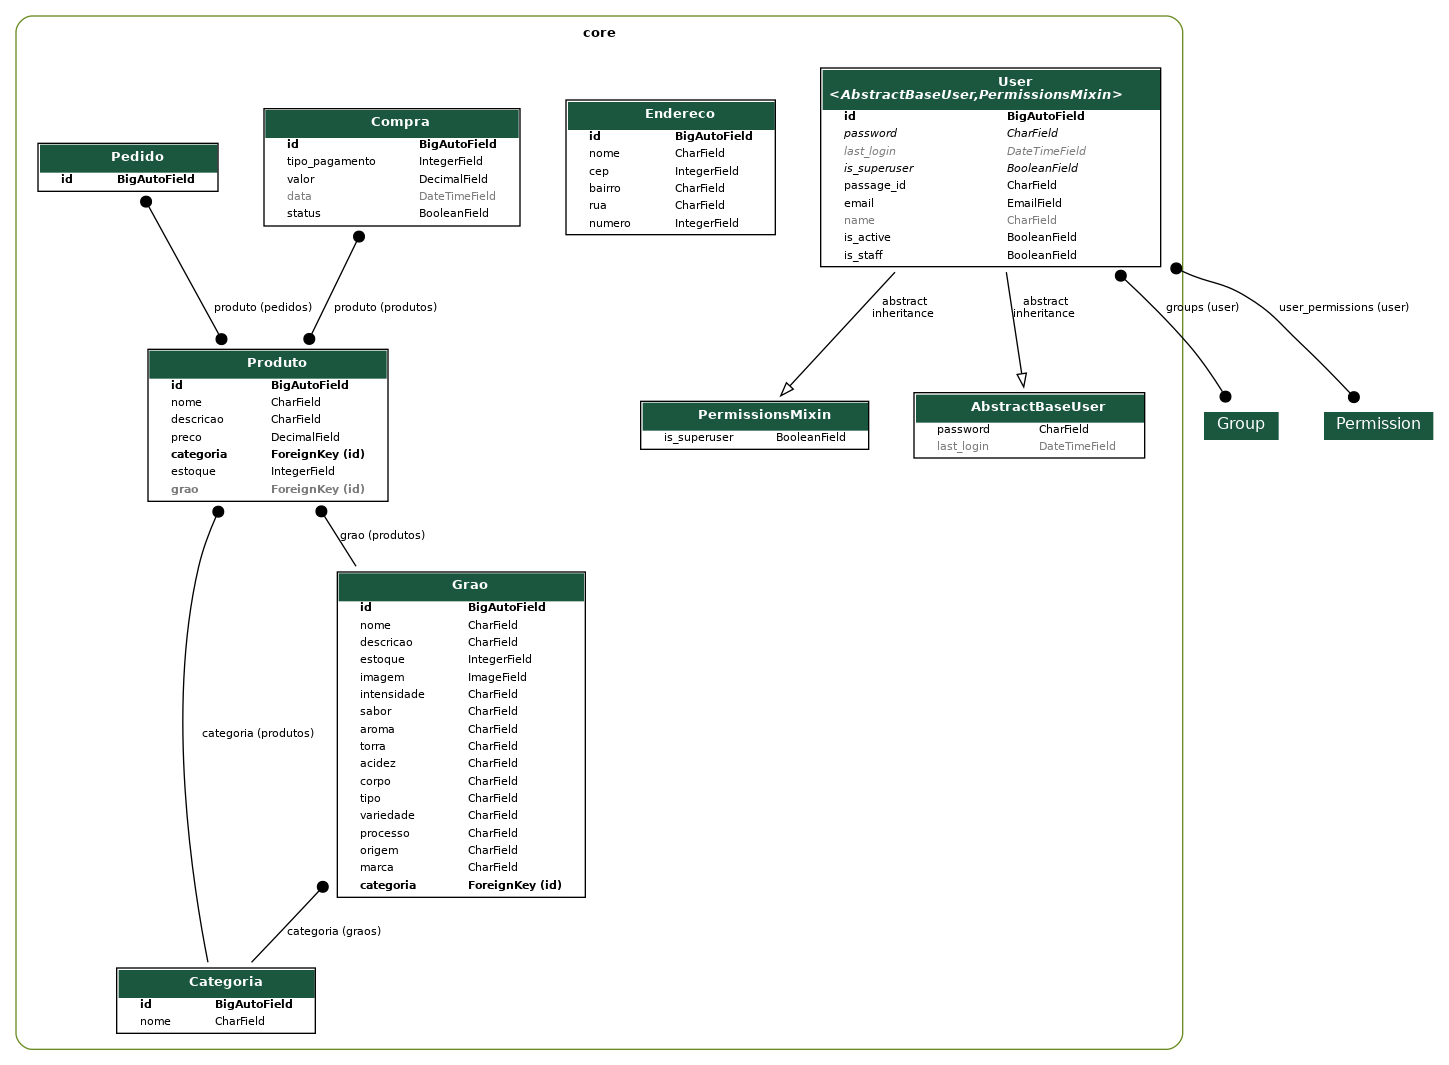 core
Pedido
id BigAutoField
Compra
id BigAutoField
tipo_pagamento IntegerField
valor DecimalField
data DateTimeField
status BooleanField
Endereco
id BigAutoField
nome CharField
cep IntegerField
bairro CharField
rua CharField
numero IntegerField
User
<AbstractBaseUser,PermissionsMixin>
id BigAutoField
password CharField
last_login DateTimeField
is_superuser BooleanField
passage_id CharField
email EmailField
name CharField
is_active BooleanField
is_staff BooleanField
produto (pedidos)
produto (produtos)
abstract
inheritance
abstract
inheritance
groups (user)
user_permissions (user)
Produto
id BigAutoField
nome CharField
descricao CharField
preco DecimalField
categoria ForeignKey (id)
estoque IntegerField
grao ForeignKey (id)
PermissionsMixin
is_superuser BooleanField
AbstractBaseUser
password CharField
last_login DateTimeField
Group
Permission
grao (produtos)
Grao
id BigAutoField
nome CharField
descricao CharField
estoque IntegerField
imagem ImageField
intensidade CharField
sabor CharField
aroma CharField
torra CharField
acidez CharField
corpo CharField
tipo CharField
variedade CharField
processo CharField
origem CharField
marca CharField
categoria ForeignKey (id)
categoria (produtos)
categoria (graos)
Categoria
id BigAutoField
nome CharField